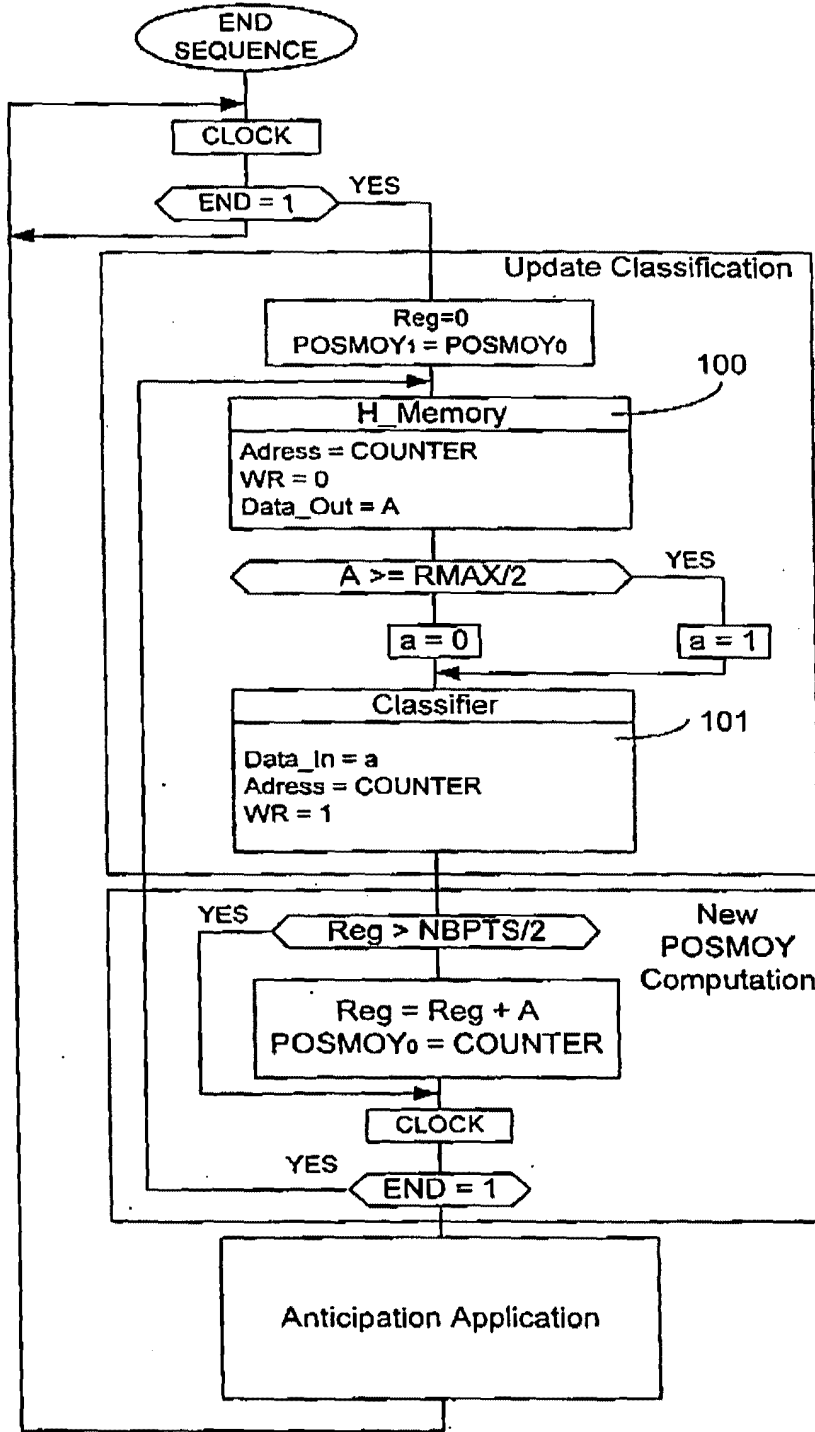 END
SEQUENCE
CLOCK
END = 1
YES
Update Classification
Reg=0
POSMOY1 = POSMOY0
100
H_Memory
Adress = COUNTER
WR = 0
Data_Out = A
A >= RMAX/2
YES
a = 0
a = 1
Classifier
101
Data_In = a
Adress = COUNTER
WR = 1
YES
Reg > NBPTS/2
New
POSMOY
Computation
Reg = Reg + A
POSMOY0 = COUNTER
CLOCK
YES
END = 1
Anticipation Application